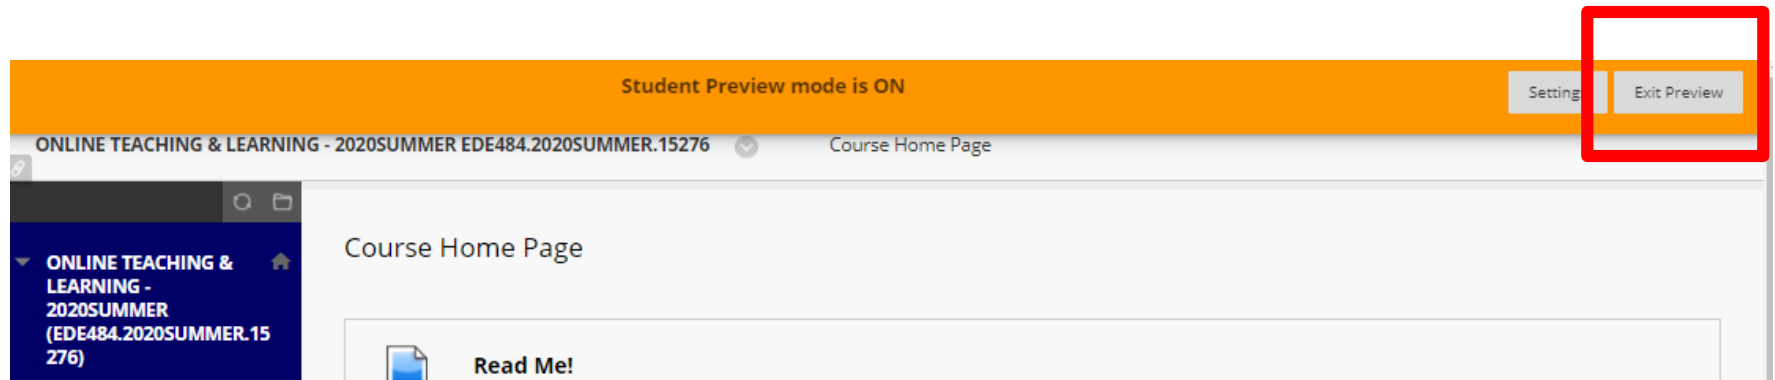 Student Preview mode is ON
Setting
Exit Preview
ONLINE TEACHING & LEARNING - 2020SUMMER EDE484.2020SUMMER.15276
Course Home Page
Course Home Page
ONLINE TEACHING &
LEARNING -
2020SUMMER
(EDE484.2020SUMMER.15
276)
Read Me!